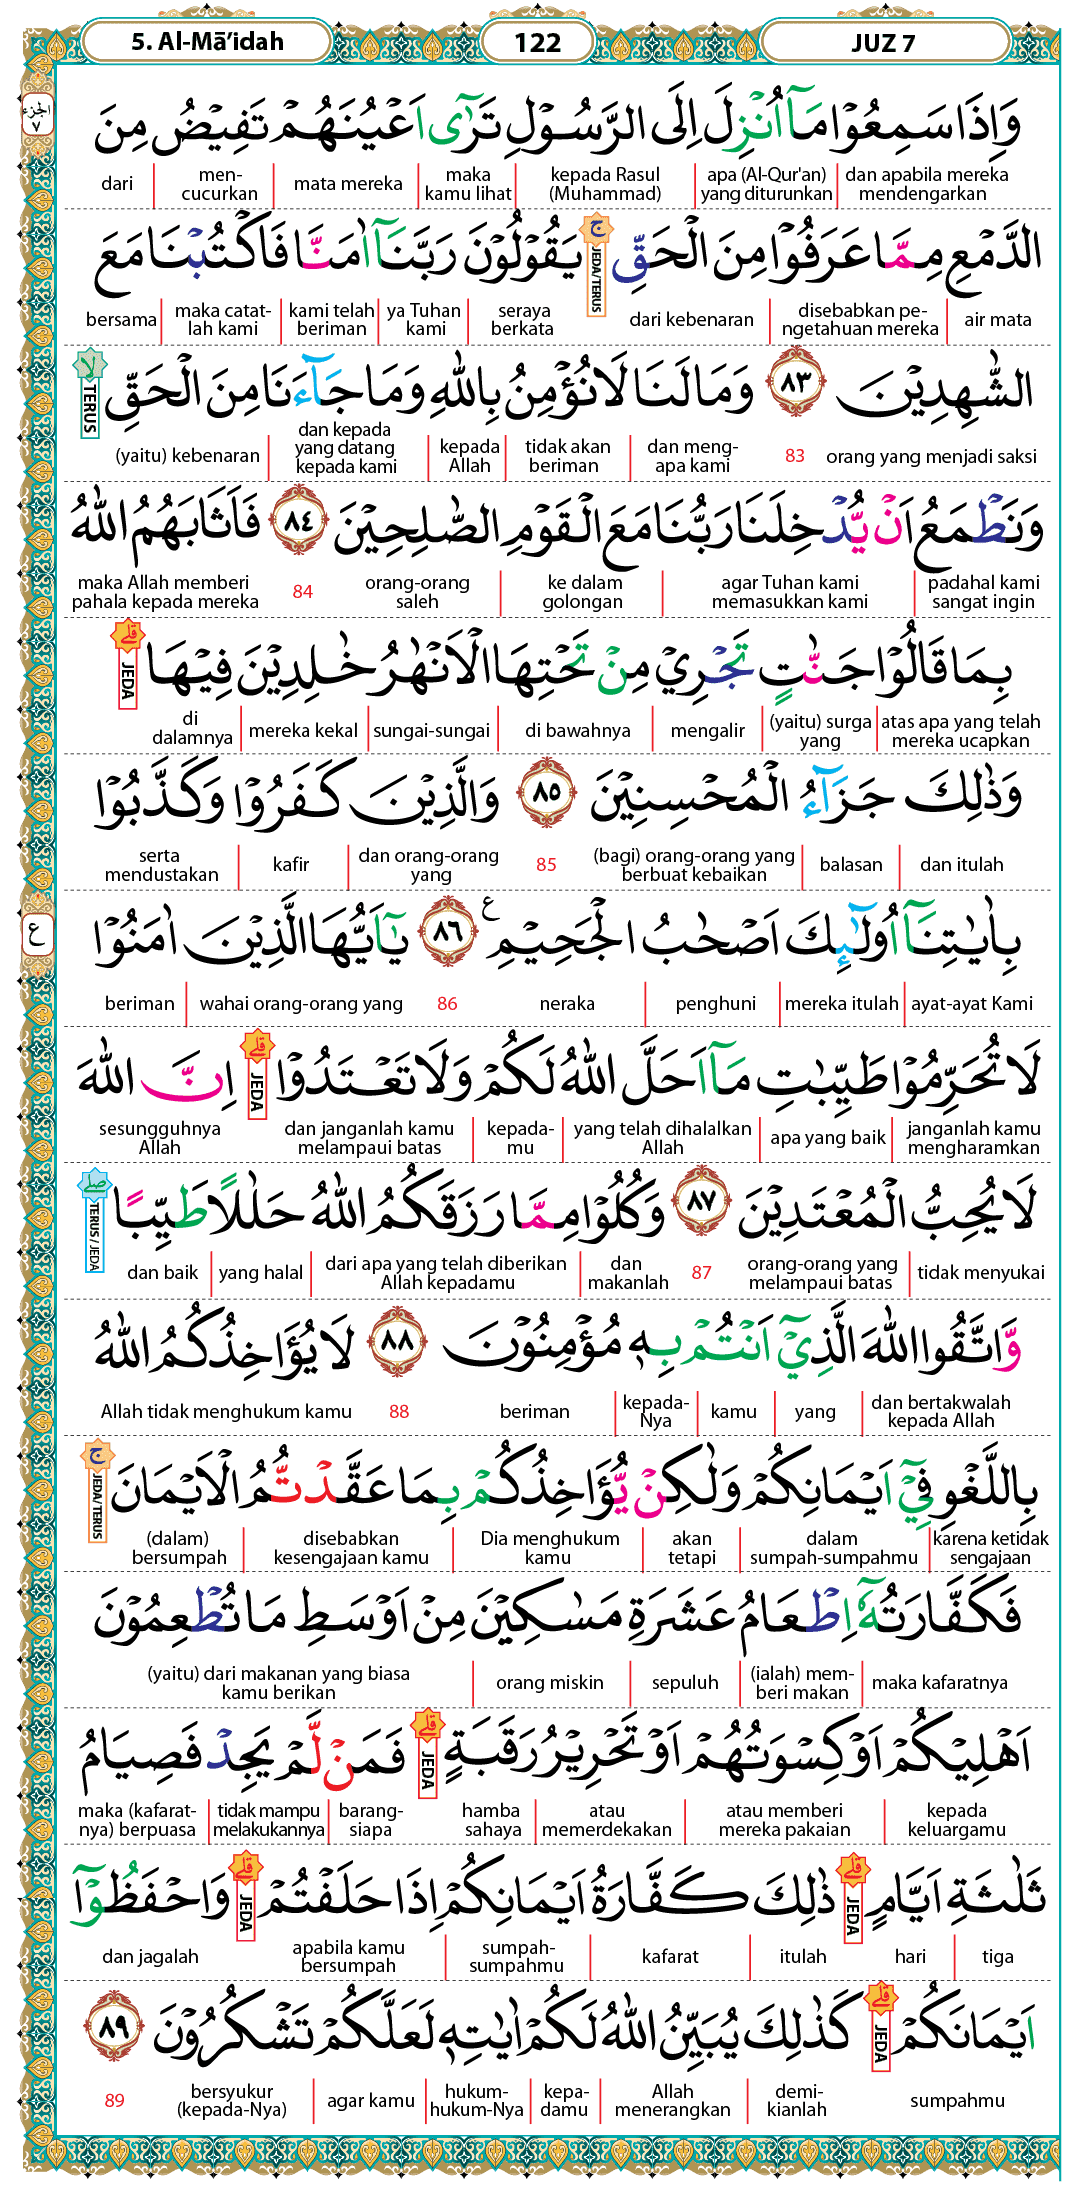 5. Al-Mā’idah
122
JUZ 7
الجزء ٧
وَاِذَا سَمِعُوْا مَآ اُنْزِلَ اِلَى الرَّسُوْلِ تَرٰٓى اَعْيُنَهُمْ تَفِيْضُ مِنَ
dan apabila mereka mendengarkan | apa (Al-Qur'an) yang diturunkan | kepada Rasul (Muhammad) | maka kamu lihat | mata mereka | men-cucurkan | dari
الدَّمْعِ مِمَّا عَرَفُوْا مِنَ الْحَقِّ ۚ JEDA/TERUS يَقُوْلُوْنَ رَبَّنَآ اٰمَنَّا فَاكْتُبْنَا مَعَ
air mata | disebabkan pe-ngetahuan mereka | dari kebenaran | seraya berkata | ya Tuhan kami | kami telah beriman | maka catat-lah kami | bersama
الشّٰهِدِيْنَ ٨٣ وَمَا لَنَا لَا نُؤْمِنُ بِاللّٰهِ وَمَا جَاۤءَنَا مِنَ الْحَقِّ ۙ TERUS
orang yang menjadi saksi 83 dan meng-apa kami | tidak akan beriman | kepada Allah | dan kepada yang datang kepada kami | (yaitu) kebenaran
وَنَطْمَعُ اَنْ يُّدْخِلَنَا رَبُّنَا مَعَ الْقَوْمِ الصّٰلِحِيْنَ ٨٤ فَاَثَابَهُمُ اللّٰهُ
padahal kami sangat ingin | agar Tuhan kami memasukkan kami | ke dalam golongan | orang-orang saleh 84 maka Allah memberi pahala kepada mereka
بِمَا قَالُوْا جَنّٰتٍ تَجْرِيْ مِنْ تَحْتِهَا الْاَنْهٰرُ خٰلِدِيْنَ فِيْهَا ۗ JEDA
atas apa yang telah mereka ucapkan | (yaitu) surga yang | mengalir | di bawahnya | sungai-sungai | mereka kekal | di dalamnya
وَذٰلِكَ جَزَاۤءُ الْمُحْسِنِيْنَ ٨٥ وَالَّذِيْنَ كَفَرُوْا وَكَذَّبُوْا
dan itulah | balasan | (bagi) orang-orang yang berbuat kebaikan 85 dan orang-orang yang | kafir | serta mendustakan
ع
بِاٰيٰتِنَآ اُولٰۤىِٕكَ اَصْحٰبُ الْجَحِيْمِ ع ٨٦ يٰٓاَيُّهَا الَّذِيْنَ اٰمَنُوْا
ayat-ayat Kami | mereka itulah | penghuni | neraka 86 wahai orang-orang yang | beriman
لَا تُحَرِّمُوْا طَيِّبٰتِ مَآ اَحَلَّ اللّٰهُ لَكُمْ وَلَا تَعْتَدُوْا ۗ JEDA اِنَّ اللّٰهَ
janganlah kamu mengharamkan | apa yang baik | yang telah dihalalkan Allah | kepada-mu | dan janganlah kamu melampaui batas sesungguhnya Allah
لَا يُحِبُّ الْمُعْتَدِيْنَ ٨٧ وَكُلُوْا مِمَّا رَزَقَكُمُ اللّٰهُ حَلٰلًا طَيِّبًا ۖ TERUS / JEDA
tidak menyukai | orang-orang yang melampaui batas 87 dan makanlah | dari apa yang telah diberikan Allah kepadamu | yang halal | dan baik
وَّاتَّقُوا اللّٰهَ الَّذِيْٓ اَنْتُمْ بِهٖ مُؤْمِنُوْنَ ٨٨ لَا يُؤَاخِذُكُمُ اللّٰهُ
dan bertakwalah kepada Allah | yang | kamu | kepada-Nya | beriman 88 Allah tidak menghukum kamu
بِاللَّغْوِ فِيْٓ اَيْمَانِكُمْ وَلٰكِنْ يُّؤَاخِذُكُمْ بِمَا عَقَّدْتُّمُ الْاَيْمَانَ ۚ JEDA/TERUS
karena ketidak sengajaan | dalam sumpah-sumpahmu | akan tetapi | Dia menghukum kamu | disebabkan kesengajaan kamu | (dalam) bersumpah
فَكَفَّارَتُهٗٓ اِطْعَامُ عَشَرَةِ مَسٰكِيْنَ مِنْ اَوْسَطِ مَا تُطْعِمُوْنَ
maka kafaratnya | (ialah) mem-beri makan | sepuluh | orang miskin | (yaitu) dari makanan yang biasa kamu berikan
اَهْلِيْكُمْ اَوْ كِسْوَتُهُمْ اَوْ تَحْرِيْرُ رَقَبَةٍ ۗ JEDA فَمَنْ لَّمْ يَجِدْ فَصِيَامُ
kepada keluargamu | atau memberi mereka pakaian | atau memerdekakan | hamba sahaya barang-siapa | tidak mampu melakukannya | maka (kafarat-nya) berpuasa
ثَلٰثَةِ اَيَّامٍ ۗ JEDA ذٰلِكَ كَفَّارَةُ اَيْمَانِكُمْ اِذَا حَلَفْتُمْ ۗ JEDA وَاحْفَظُوْٓا
tiga | hari itulah | kafarat | sumpah-sumpahmu | apabila kamu bersumpah dan jagalah
اَيْمَانَكُمْ ۗ JEDA كَذٰلِكَ يُبَيِّنُ اللّٰهُ لَكُمْ اٰيٰتِهٖ لَعَلَّكُمْ تَشْكُرُوْنَ ٨٩
sumpahmu demi-kianlah | Allah menerangkan | kepa-damu | hukum-hukum-Nya | agar kamu | bersyukur (kepada-Nya) 89